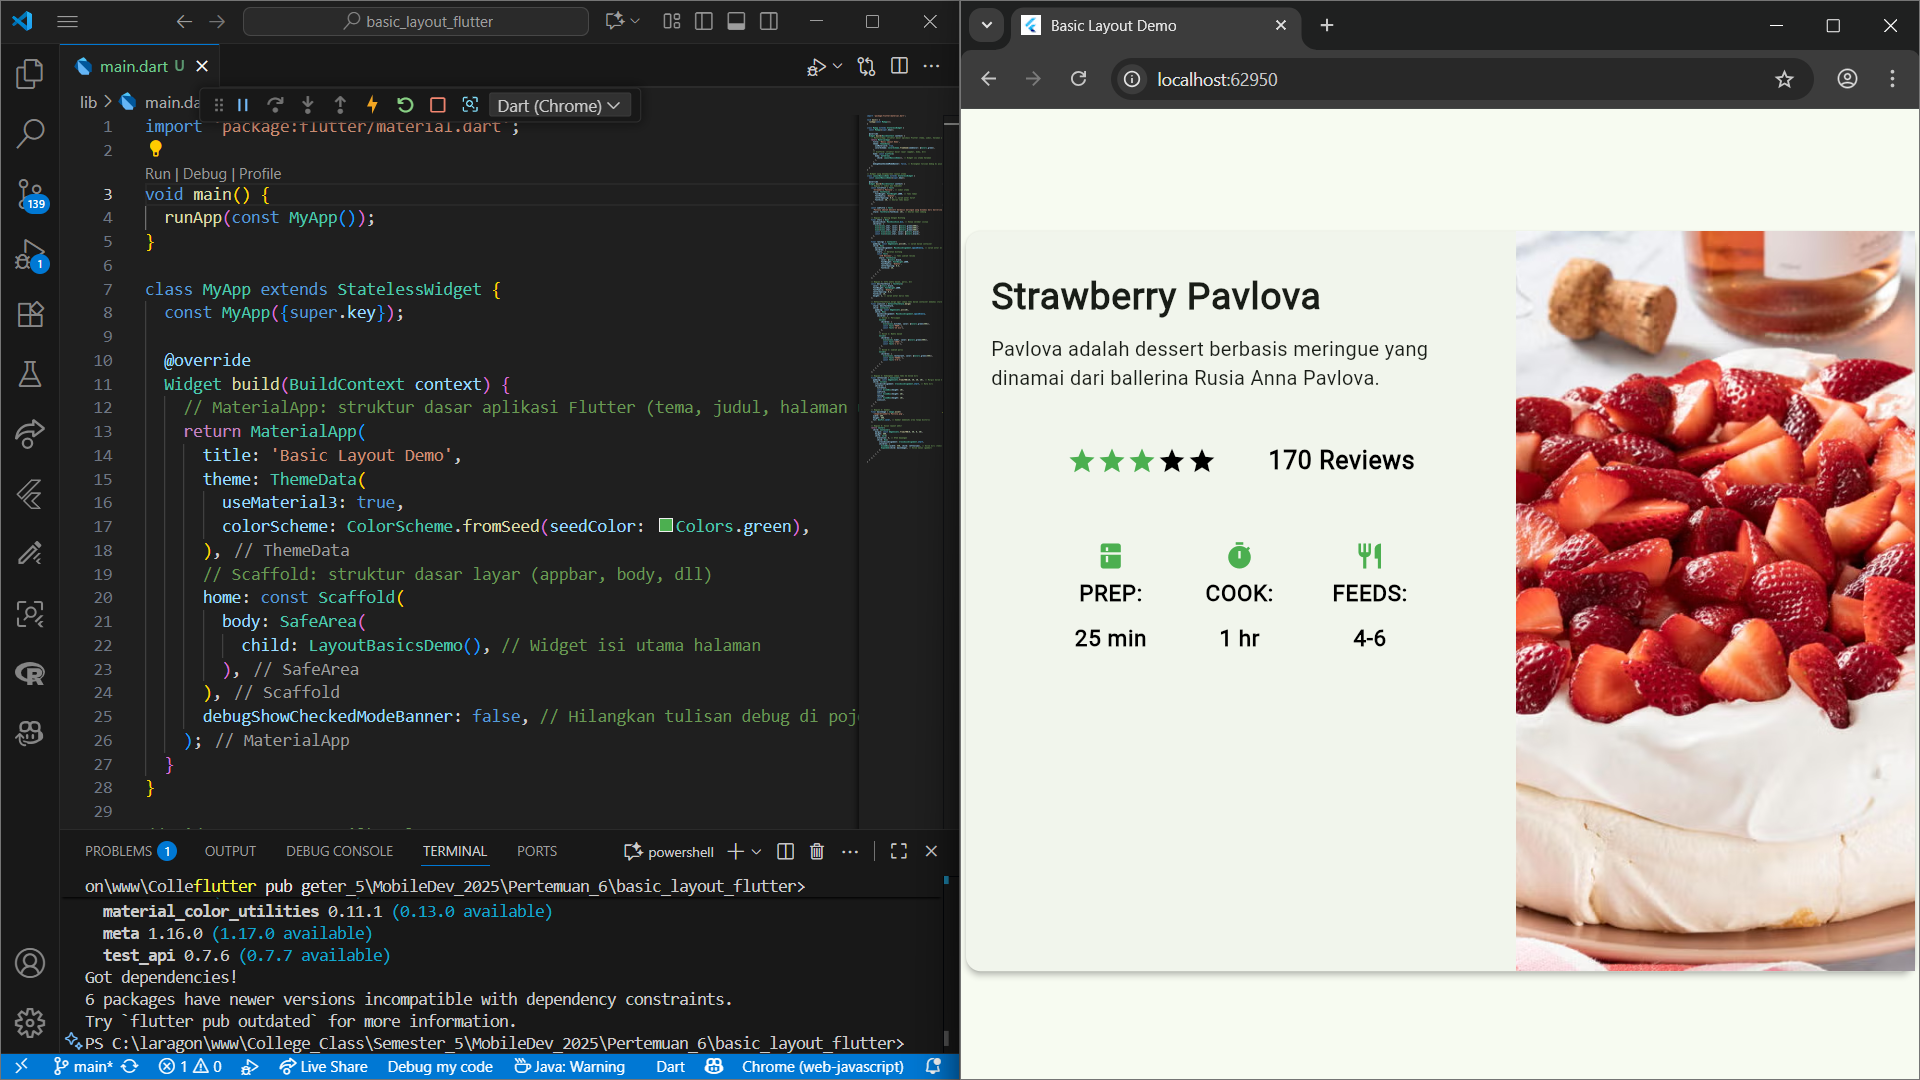 basic_layout_flutter
main.dart U
lib > main.da
Dart (Chrome)
1 import 'package:flutter/material.dart';
2
Run | Debug | Profile
3 void main() {
4 runApp(const MyApp());
5 }
6
7 class MyApp extends StatelessWidget {
8 const MyApp({super.key});
9
10 @override
11 Widget build(BuildContext context) {
12 // MaterialApp: struktur dasar aplikasi Flutter (tema, judul, halaman
13 return MaterialApp(
14 title: 'Basic Layout Demo',
15 theme: ThemeData(
16 useMaterial3: true,
17 colorScheme: ColorScheme.fromSeed(seedColor: Colors.green),
18 ), // ThemeData
19 // Scaffold: struktur dasar layar (appbar, body, dll)
20 home: const Scaffold(
21 body: SafeArea(
22 child: LayoutBasicsDemo(), // Widget isi utama halaman
23 ), // SafeArea
24 ), // Scaffold
25 debugShowCheckedModeBanner: false, // Hilangkan tulisan debug di poj
26 ); // MaterialApp
27 }
28 }
29
PROBLEMS 1 OUTPUT DEBUG CONSOLE TERMINAL PORTS powershell
on\www\Colleflutter pub geter_5\MobileDev_2025\Pertemuan_6\basic_layout_flutter>
material_color_utilities 0.11.1 (0.13.0 available)
meta 1.16.0 (1.17.0 available)
test_api 0.7.6 (0.7.7 available)
Got dependencies!
6 packages have newer versions incompatible with dependency constraints.
Try `flutter pub outdated` for more information.
PS C:\laragon\www\College_Class\Semester_5\MobileDev_2025\Pertemuan_6\basic_layout_flutter>
main* 1 0 Live Share Debug my code Java: Warning Dart Chrome (web-javascript)
139
1
Basic Layout Demo
localhost:62950
Strawberry Pavlova
Pavlova adalah dessert berbasis meringue yang
dinamai dari ballerina Rusia Anna Pavlova.
170 Reviews
PREP: COOK: FEEDS:
25 min 1 hr 4-6